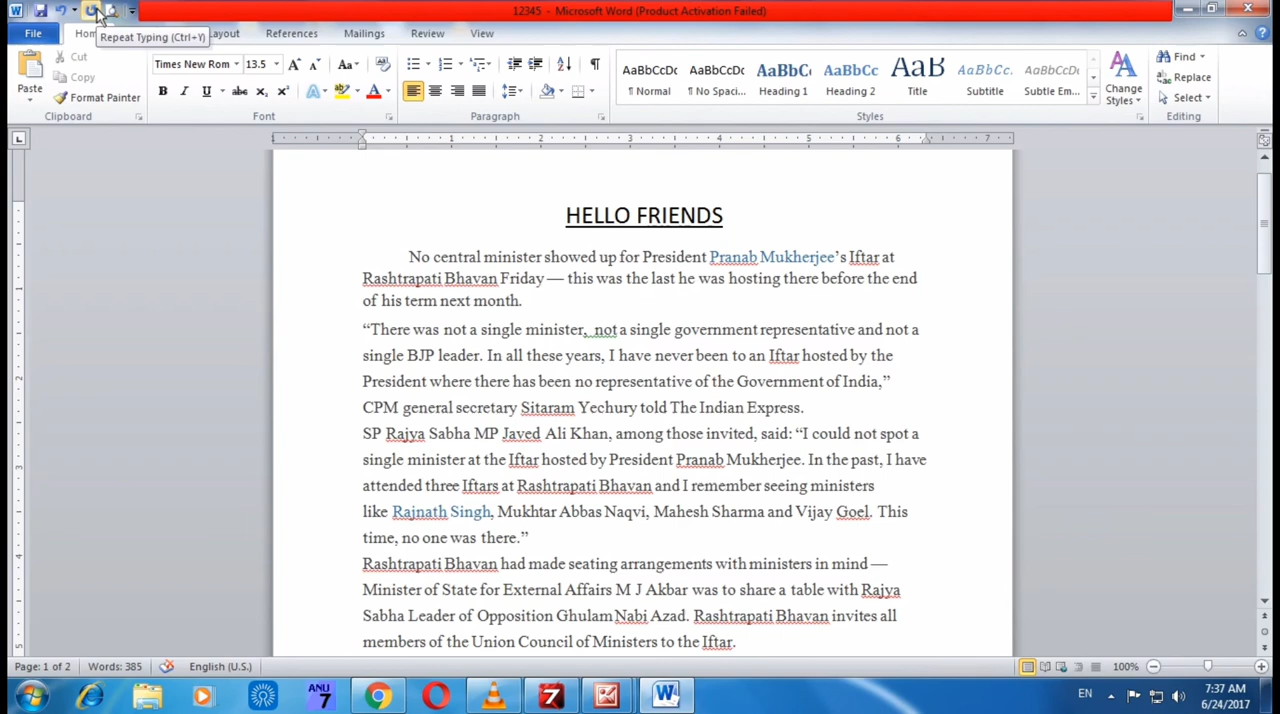 12345 - Microsoft Word (Product Activation Failed)
File Hom Layout References Mailings Review View
Repeat Typing (Ctrl+Y)
Paste
Cut
Copy
Format Painter
Clipboard
Times New Rom 13.5
Font
Paragraph
AaBbCcDc AaBbCcDc AaBbC AaBbCc AaB AaBbCc. AaBbCcDc
¶ Normal ¶ No Spaci... Heading 1 Heading 2 Title Subtitle Subtle Em...
Change Styles
Styles
Find
Replace
Select
Editing
1 2 3 4 5 6 7
HELLO FRIENDS
No central minister showed up for President Pranab Mukherjee’s Iftar at
Rashtrapati Bhavan Friday — this was the last he was hosting there before the end
of his term next month.
“There was not a single minister, not a single government representative and not a
single BJP leader. In all these years, I have never been to an Iftar hosted by the
President where there has been no representative of the Government of India,”
CPM general secretary Sitaram Yechury told The Indian Express.
SP Rajya Sabha MP Javed Ali Khan, among those invited, said: “I could not spot a
single minister at the Iftar hosted by President Pranab Mukherjee. In the past, I have
attended three Iftars at Rashtrapati Bhavan and I remember seeing ministers
like Rajnath Singh, Mukhtar Abbas Naqvi, Mahesh Sharma and Vijay Goel. This
time, no one was there.”
Rashtrapati Bhavan had made seating arrangements with ministers in mind —
Minister of State for External Affairs M J Akbar was to share a table with Rajya
Sabha Leader of Opposition Ghulam Nabi Azad. Rashtrapati Bhavan invites all
members of the Union Council of Ministers to the Iftar.
Page: 1 of 2 Words: 385 English (U.S.) 100%
ANU 7
EN
7:37 AM
6/24/2017